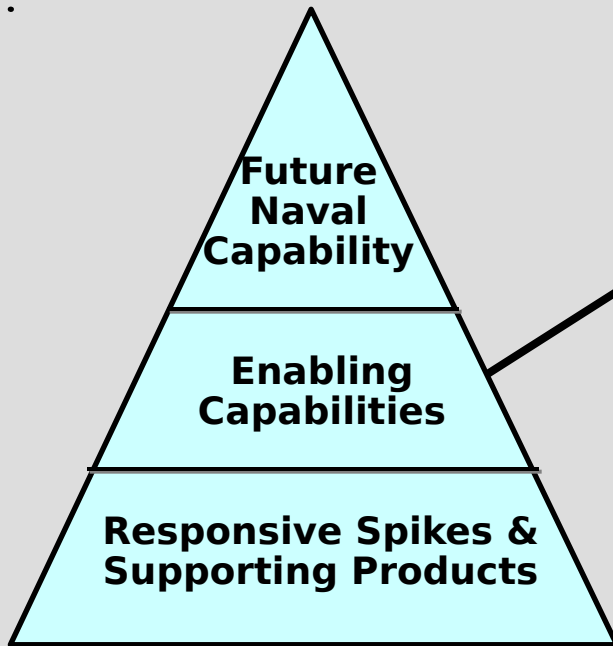 Future
Naval
Capability
Enabling
Capabilities
Responsive Spikes &
Supporting Products